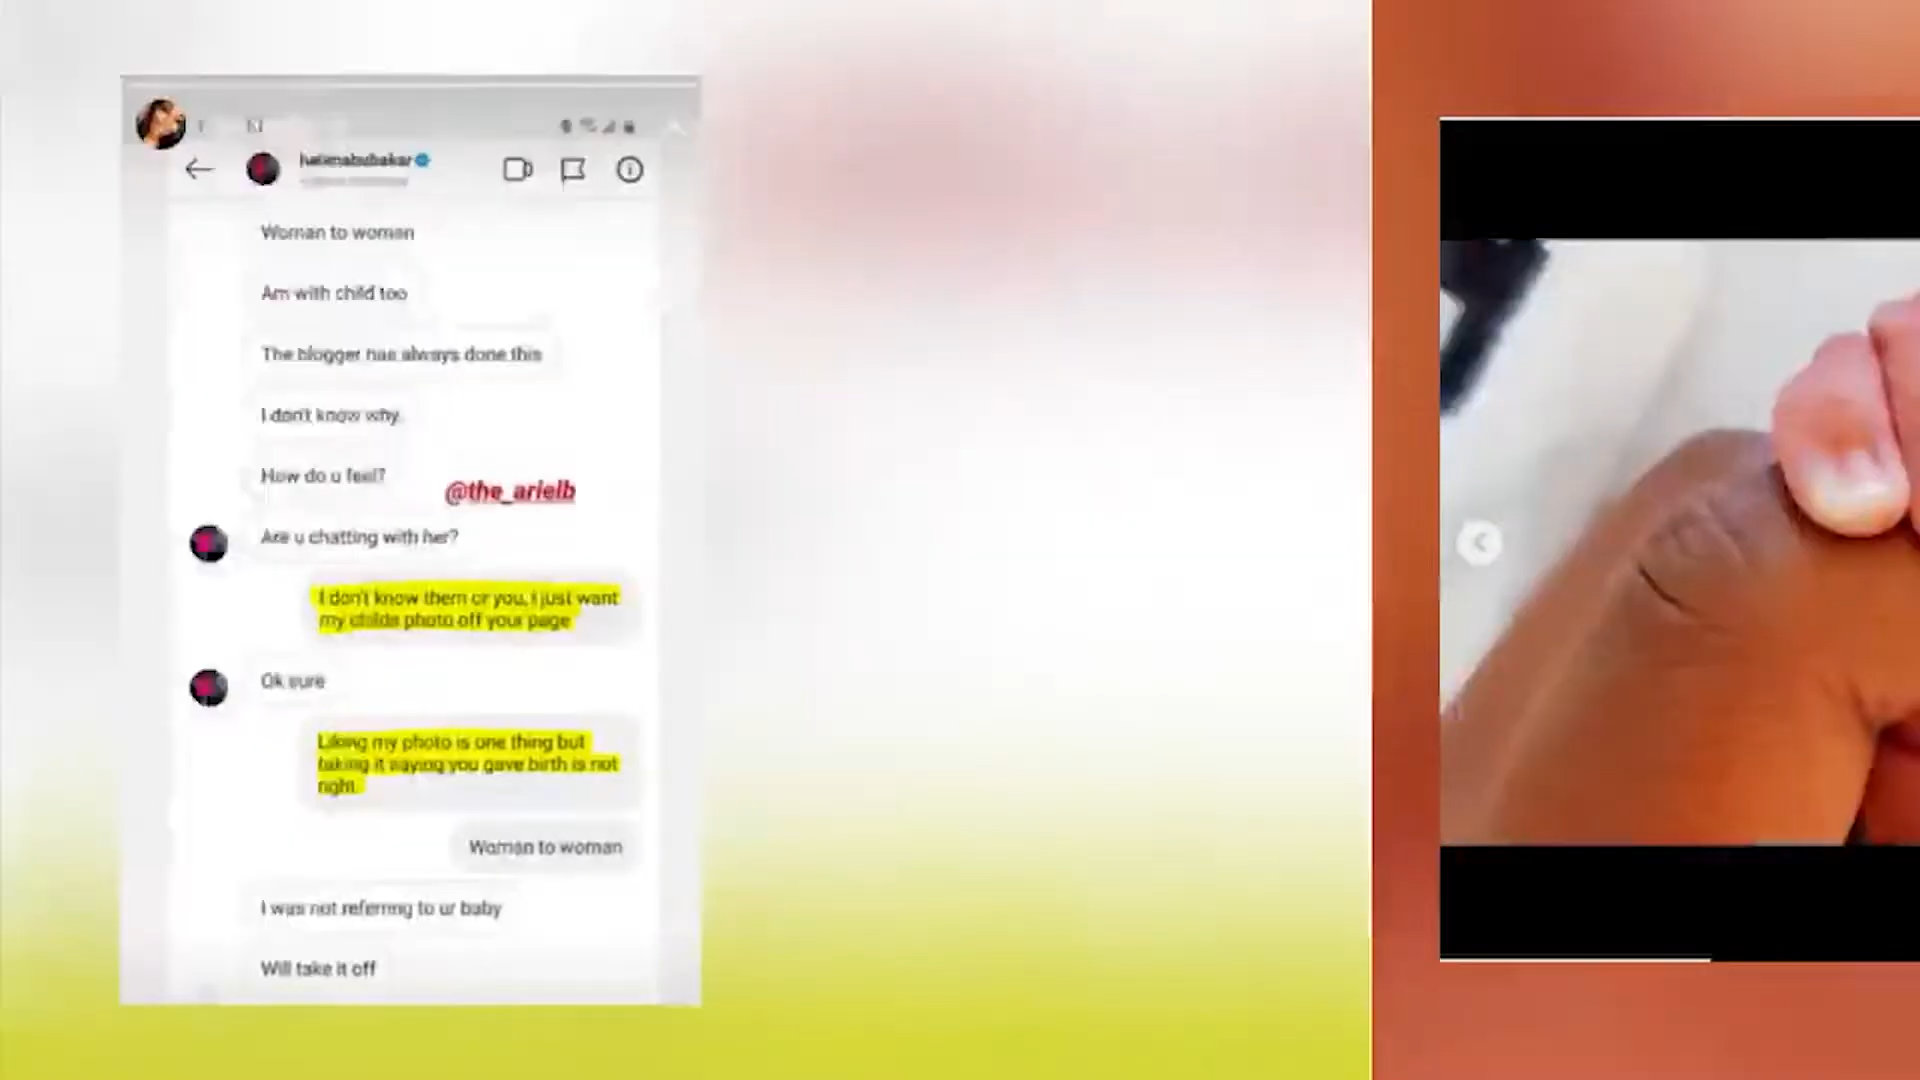 halimabubakar
Woman to woman
Am with child too
The blogger has always done this
I don't know why.
How do u feel?
@the_arielb
Are u chatting with her?
I don't know them or you, I just want
my childs photo off your page
Ok sure
Liking my photo is one thing but
taking it saying you gave birth is not
right.
Woman to woman
I was not referring to ur baby
Will take it off